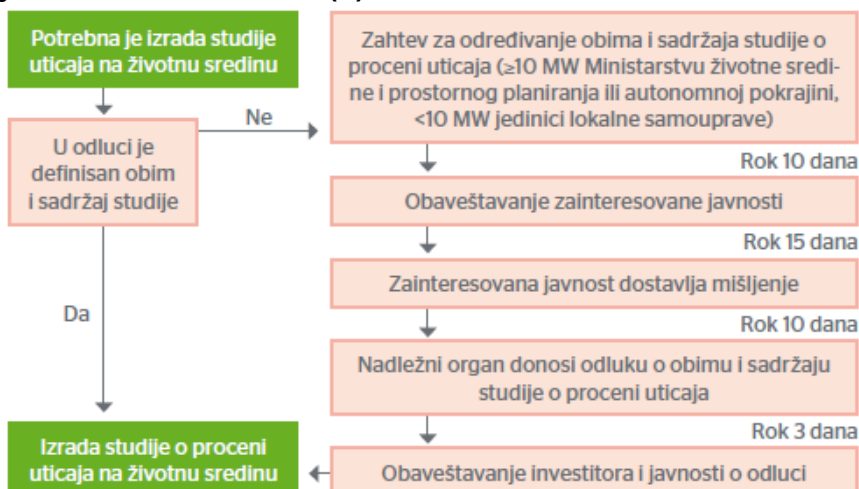 Potrebna je izrada studije
uticaja na životnu sredinu
U odluci je
definisan obim
i sadržaj studije
Ne
Da
Zahtev za određivanje obima i sadržaja studije o
proceni uticaja (≥10 MW Ministarstvu životne sredi-
ne i prostornog planiranja ili autonomnoj pokrajini,
<10 MW jedinici lokalne samouprave)
Rok 10 dana
Obaveštavanje zainteresovane javnosti
Rok 15 dana
Zainteresovana javnost dostavlja mišljenje
Rok 10 dana
Nadležni organ donosi odluku o obimu i sadržaju
studije o proceni uticaja
Rok 3 dana
Obaveštavanje investitora i javnosti o odluci
Izrada studije o proceni
uticaja na životnu sredinu